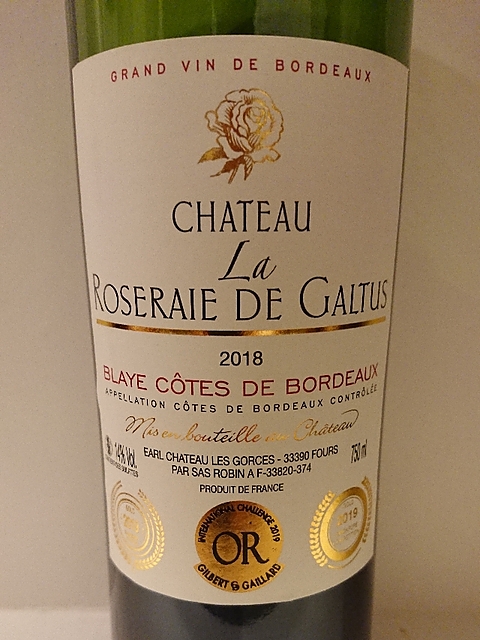 GRAND VIN DE BORDEAUX
CHATEAU
La
ROSERAIE DE GALTUS
2018
BLAYE CÔTES DE BORDEAUX
APPELLATION CÔTES DE BORDEAUX CONTRÔLÉE
Mis en bouteille au Château
14% Vol.
EARL CHATEAU LES GORCES - 33390 FOURS
750 ml
PAR SAS ROBIN A F-33820-374
PRODUIT DE FRANCE
INTERNATIONAL CHALLENGE 2019
OR
GILBERT & GAILLARD
2019